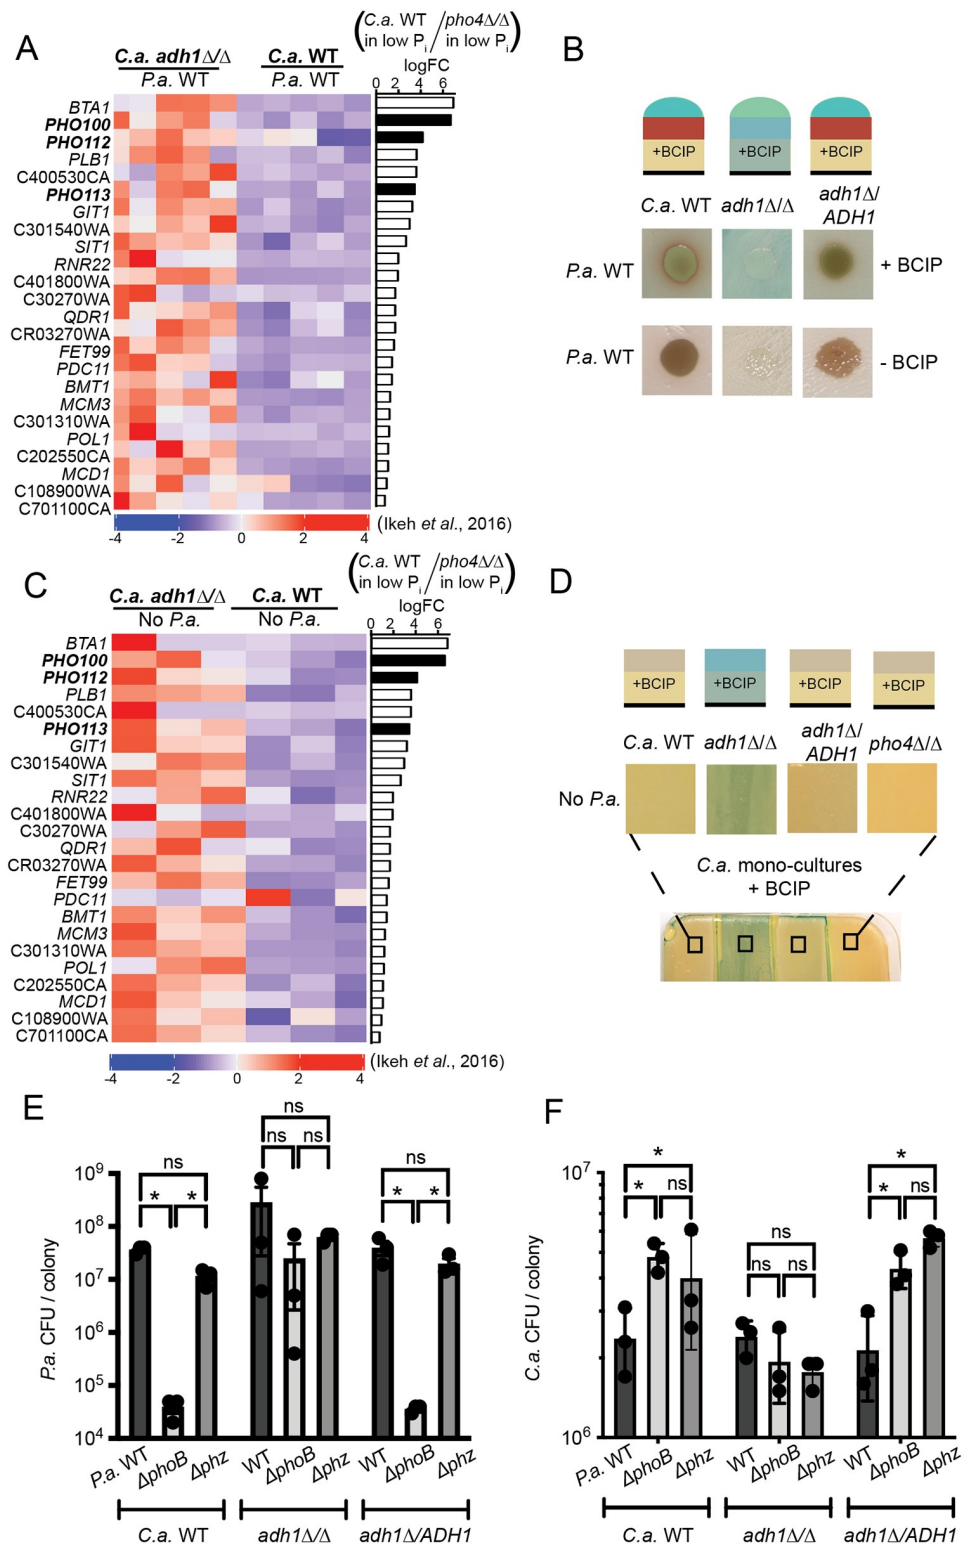 A
C.a. adh1Δ/Δ
C.a. WT
P.a. WT
P.a. WT
(C.a. WT in low Pi / pho4Δ/Δ in low Pi)
logFC
0 2 4 6
BTA1
PHO100
PHO112
PLB1
C400530CA
PHO113
GIT1
C301540WA
SIT1
RNR22
C401800WA
C30270WA
QDR1
CR03270WA
FET99
PDC11
BMT1
MCM3
C301310WA
POL1
C202550CA
MCD1
C108900WA
C701100CA
-4 -2 0 2 4
(Ikeh et al., 2016)
B
+BCIP +BCIP +BCIP
C.a. WT adh1Δ/Δ adh1Δ/
ADH1
P.a. WT + BCIP
P.a. WT - BCIP
C
C.a. adh1Δ/Δ
C.a. WT
No P.a.
No P.a.
(C.a. WT in low Pi / pho4Δ/Δ in low Pi)
logFC
0 2 4 6
BTA1
PHO100
PHO112
PLB1
C400530CA
PHO113
GIT1
C301540WA
SIT1
RNR22
C401800WA
C30270WA
QDR1
CR03270WA
FET99
PDC11
BMT1
MCM3
C301310WA
POL1
C202550CA
MCD1
C108900WA
C701100CA
-4 -2 0 2 4
(Ikeh et al., 2016)
D
+BCIP +BCIP +BCIP +BCIP
C.a. WT adh1Δ/Δ adh1Δ/
ADH1 pho4Δ/Δ
No P.a.
C.a. mono-cultures
+ BCIP
E
ns
* *
ns
ns ns
ns
* *
P.a. CFU / colony
10⁹
10⁸
10⁷
10⁶
10⁵
10⁴
P.a. WT ΔphoB Δphz WT ΔphoB Δphz WT ΔphoB Δphz
C.a. WT adh1Δ/Δ adh1Δ/ADH1
F
*
* ns
ns
ns ns
*
* ns
C.a. CFU / colony
10⁷
10⁶
P.a. WT ΔphoB Δphz WT ΔphoB Δphz WT ΔphoB Δphz
C.a. WT adh1Δ/Δ adh1Δ/ADH1